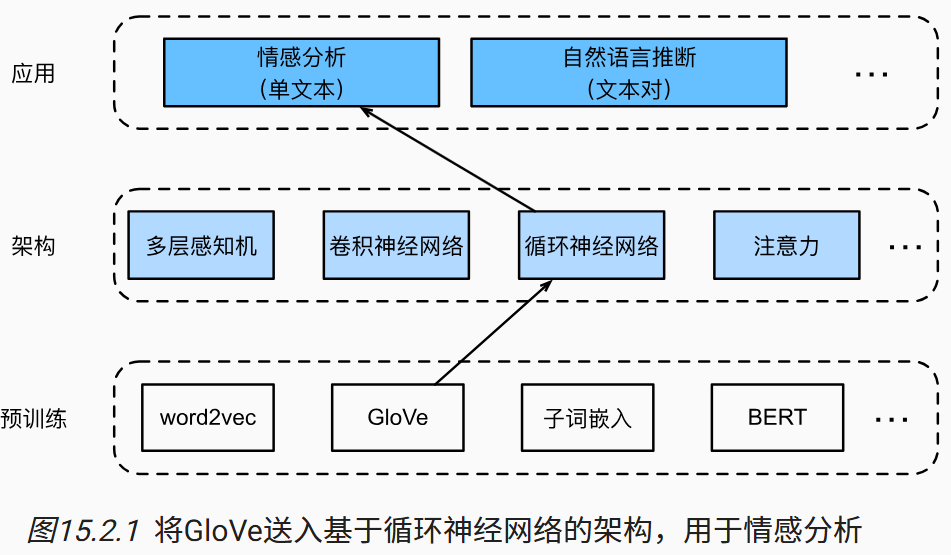 应用
情感分析
(单文本)
自然语言推断
(文本对)
...
架构
多层感知机
卷积神经网络
循环神经网络
注意力
...
预训练
word2vec
GloVe
子词嵌入
BERT
...
图15.2.1 将GloVe送入基于循环神经网络的架构，用于情感分析